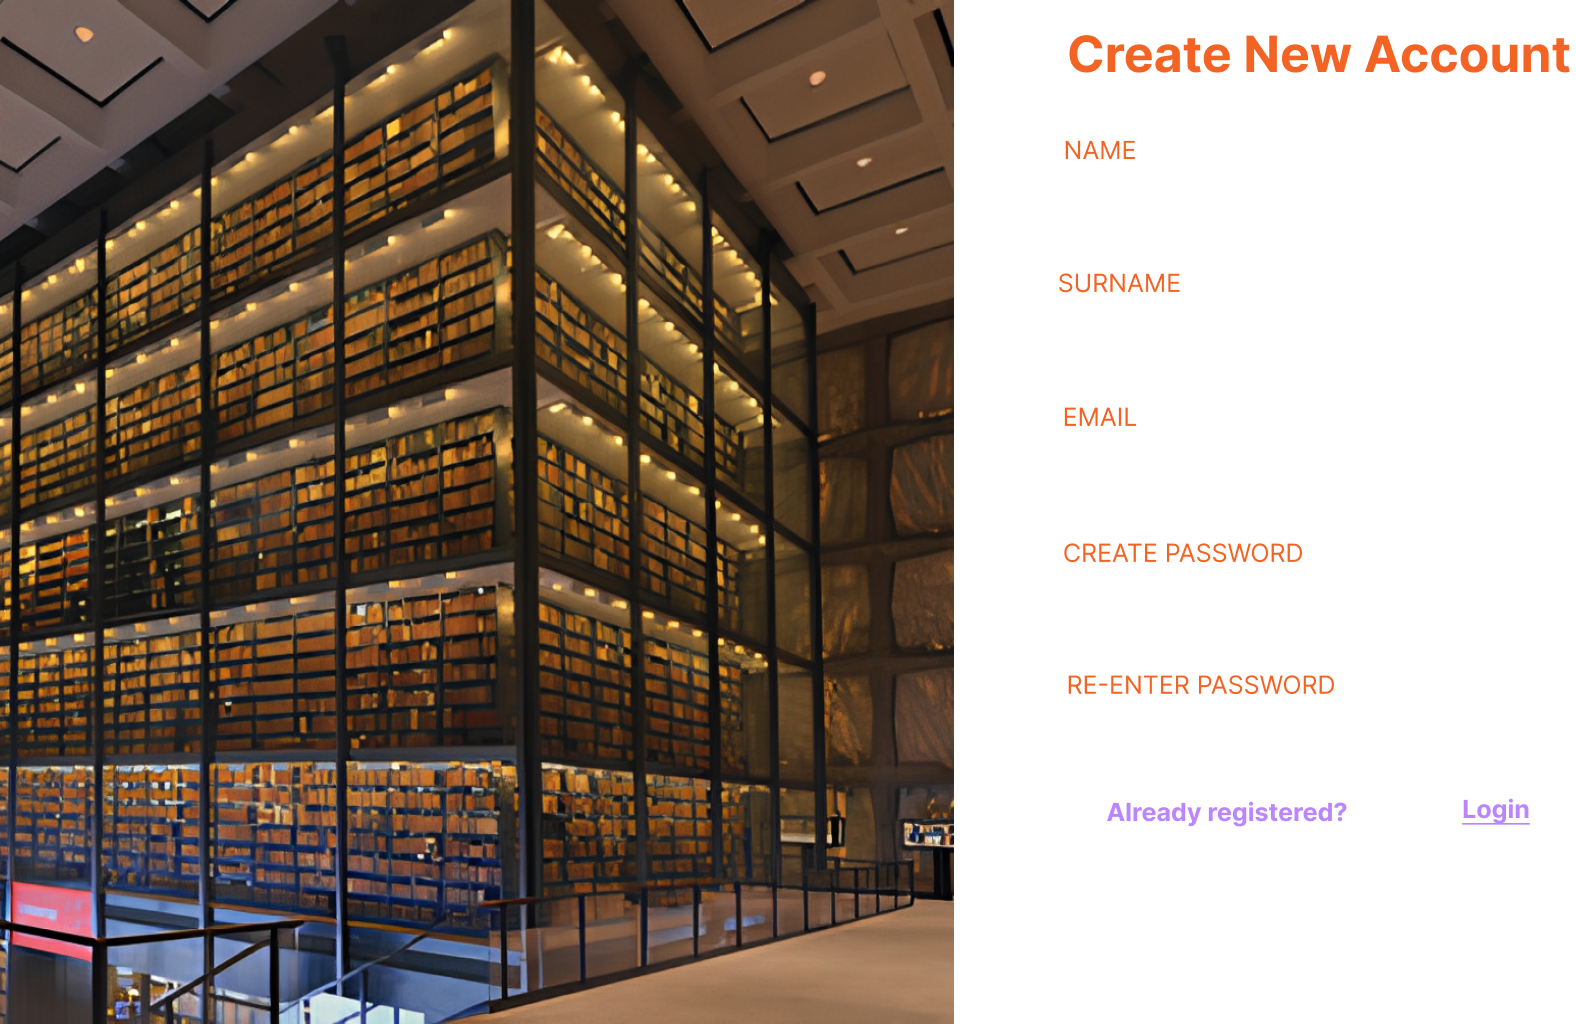 Create New Account
NAME
SURNAME
EMAIL
CREATE PASSWORD
RE-ENTER PASSWORD
Already registered? Login